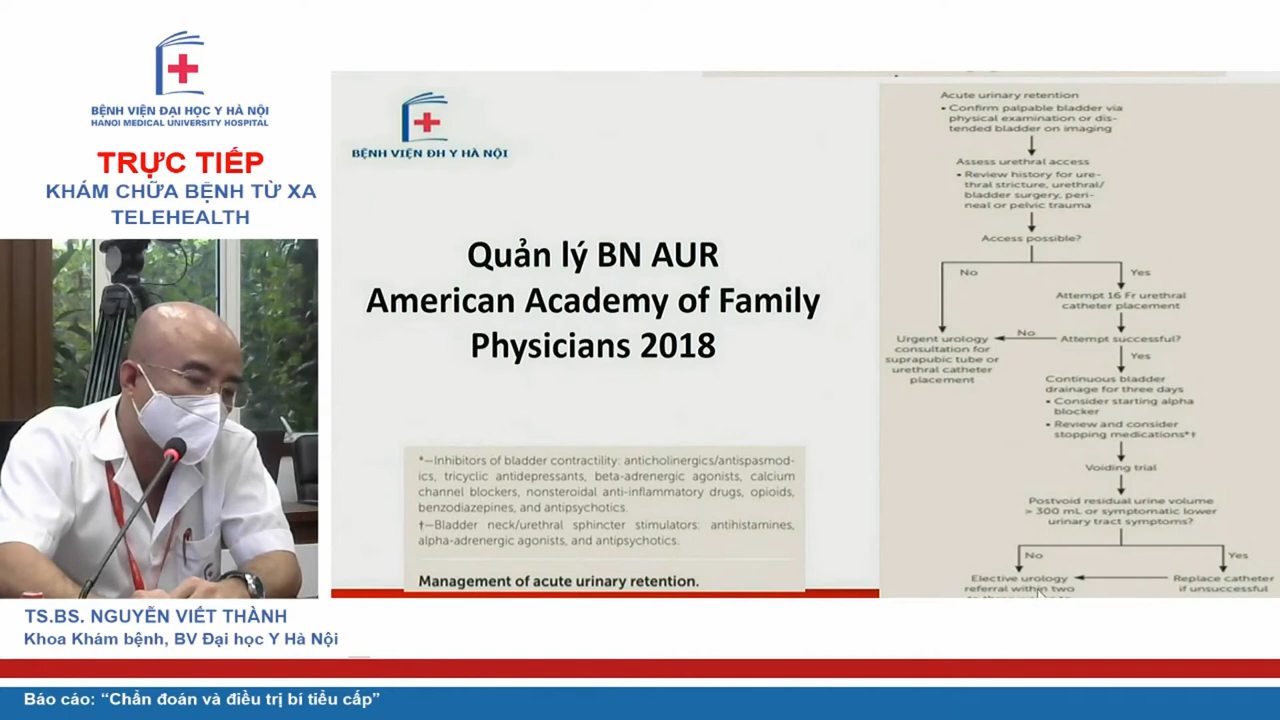 BỆNH VIỆN ĐẠI HỌC Y HÀ NỘI
HANOI MEDICAL UNIVERSITY HOSPITAL
TRỰC TIẾP
KHÁM CHỮA BỆNH TỪ XA
TELEHEALTH
BỆNH VIỆN ĐH Y HÀ NỘI
Quản lý BN AUR
American Academy of Family
Physicians 2018
*—Inhibitors of bladder contractility: anticholinergics/antispasmod-
ics, tricyclic antidepressants, beta-adrenergic agonists, calcium
channel blockers, nonsteroidal anti-inflammatory drugs, opioids,
benzodiazepines, and antipsychotics.
†—Bladder neck/urethral sphincter stimulators: antihistamines,
alpha-adrenergic agonists, and antipsychotics.
Management of acute urinary retention.
Acute urinary retention
• Confirm palpable bladder via
physical examination or dis-
tended bladder on imaging
Assess urethral access
• Review history for ure-
thral stricture, urethral/
bladder surgery, peri-
neal or pelvic trauma
Access possible?
No
Yes
Attempt 16 Fr urethral
catheter placement
No
Attempt successful?
Urgent urology
consultation for
suprapubic tube or
urethral catheter
placement
Yes
Continuous bladder
drainage for three days
• Consider starting alpha
blocker
• Review and consider
stopping medications*†
Voiding trial
Postvoid residual urine volume
> 300 mL or symptomatic lower
urinary tract symptoms?
No
Yes
Elective urology
referral within two
Replace catheter
if unsuccessful
TS.BS. NGUYỄN VIẾT THÀNH
Khoa Khám bệnh, BV Đại học Y Hà Nội
Báo cáo: “Chẩn đoán và điều trị bí tiểu cấp”